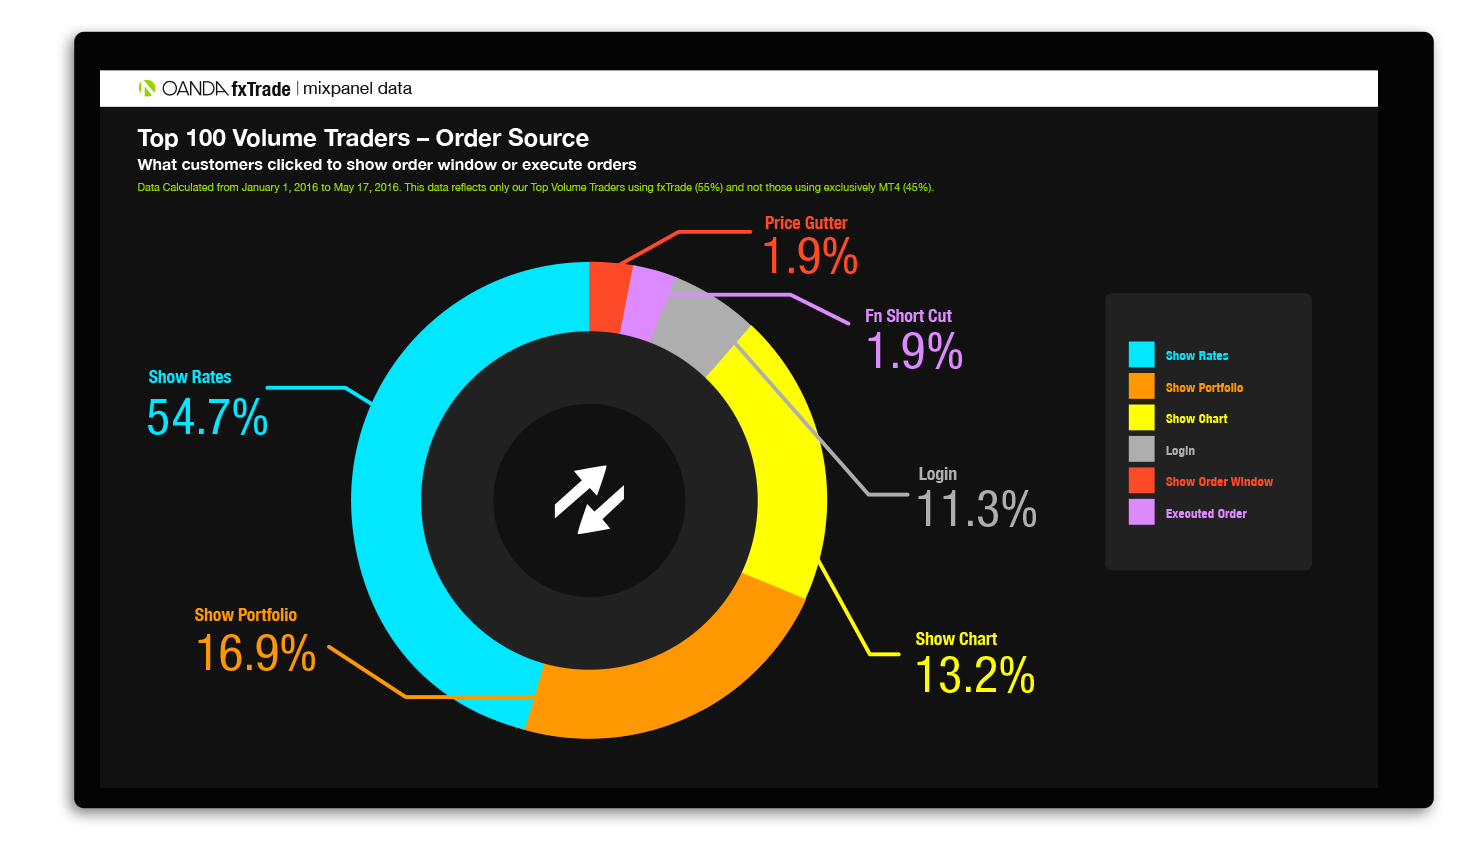 OANDA fxTrade | mixpanel data
Top 100 Volume Traders – Order Source
What customers clicked to show order window or execute orders
Data Calculated from January 1, 2016 to May 17, 2016. This data reflects only our Top Volume Traders using fxTrade (55%) and not those using exclusively MT4 (45%).
Price Gutter
1.9%
Fn Short Cut
1.9%
Show Rates
54.7%
Login
11.3%
Show Portfolio
16.9%
Show Chart
13.2%
Show Rates
Show Portfolio
Show Chart
Login
Show Order Window
Executed Order